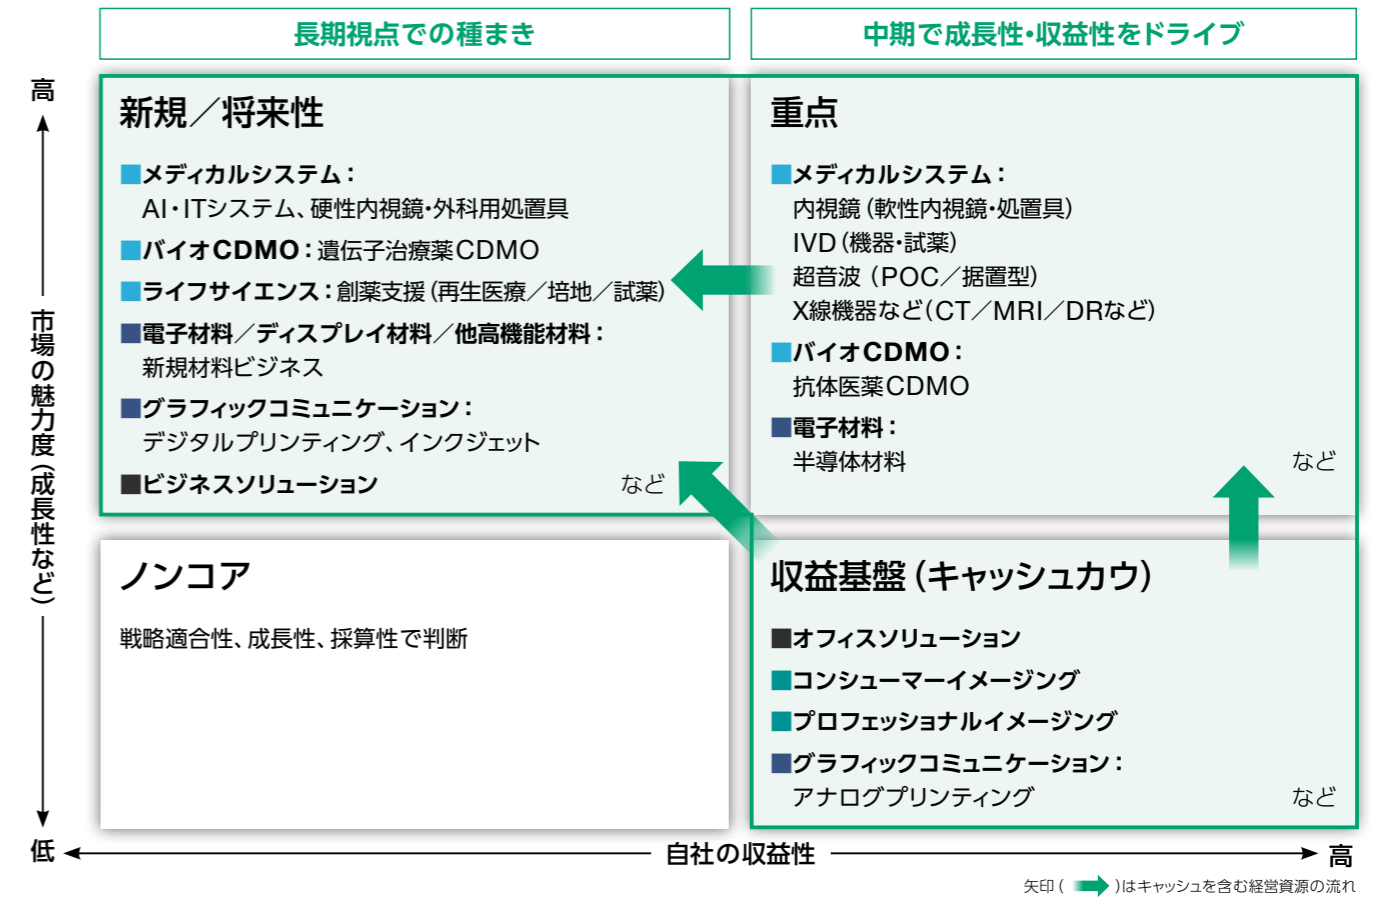 長期視点での種まき
中期で成長性・収益性をドライブ
高
市場の魅力度(成長性など)
低
新規／将来性
■メディカルシステム：
AI・ITシステム、硬性内視鏡・外科用処置具
■バイオCDMO：遺伝子治療薬CDMO
■ライフサイエンス：創薬支援(再生医療／培地／試薬)
■電子材料／ディスプレイ材料／他高機能材料：
新規材料ビジネス
■グラフィックコミュニケーション：
デジタルプリンティング、インクジェット
■ビジネスソリューション
など
重点
■メディカルシステム：
内視鏡(軟性内視鏡・処置具)
IVD(機器・試薬)
超音波(POC／据置型)
X線機器など(CT／MRI／DRなど)
■バイオCDMO：
抗体医薬CDMO
■電子材料：
半導体材料
など
ノンコア
戦略適合性、成長性、採算性で判断
収益基盤(キャッシュカウ)
■オフィスソリューション
■コンシューマーイメージング
■プロフェッショナルイメージング
■グラフィックコミュニケーション：
アナログプリンティング
など
自社の収益性
高
矢印( )はキャッシュを含む経営資源の流れ